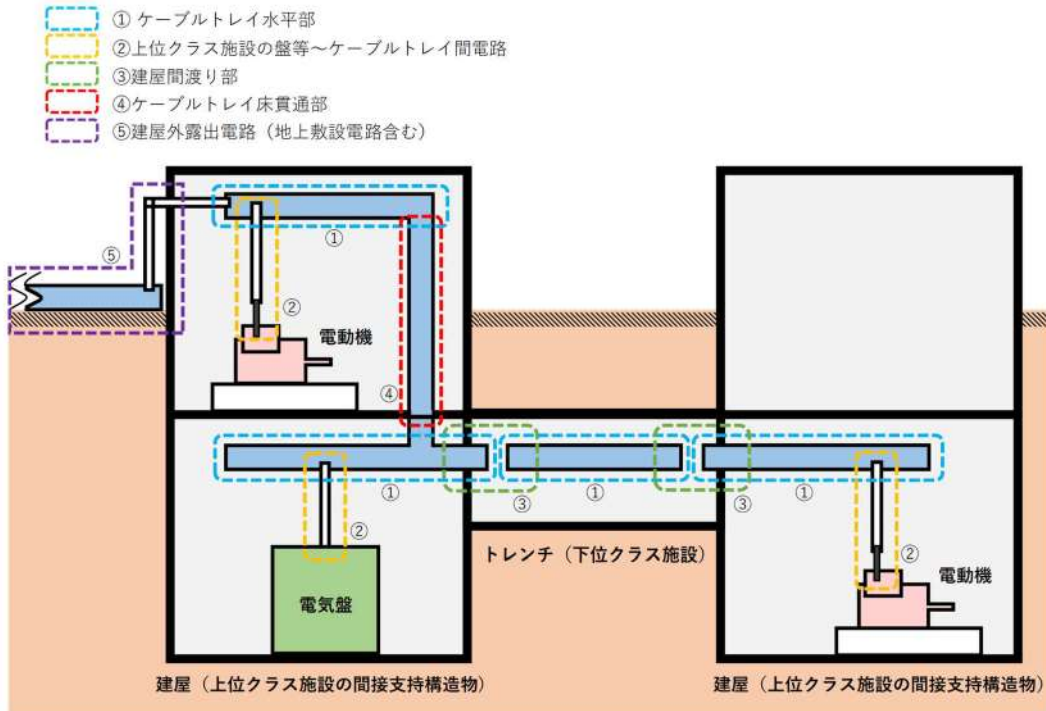 ① ケーブルトレイ水平部
②上位クラス施設の盤等～ケーブルトレイ間電路
③建屋間渡り部
④ケーブルトレイ床貫通部
⑤建屋外露出電路（地上敷設電路含む）
⑤
①
②
電動機
④
①
③
①
③
①
②
電気盤
トレンチ（下位クラス施設）
②
電動機
建屋（上位クラス施設の間接支持構造物）
建屋（上位クラス施設の間接支持構造物）